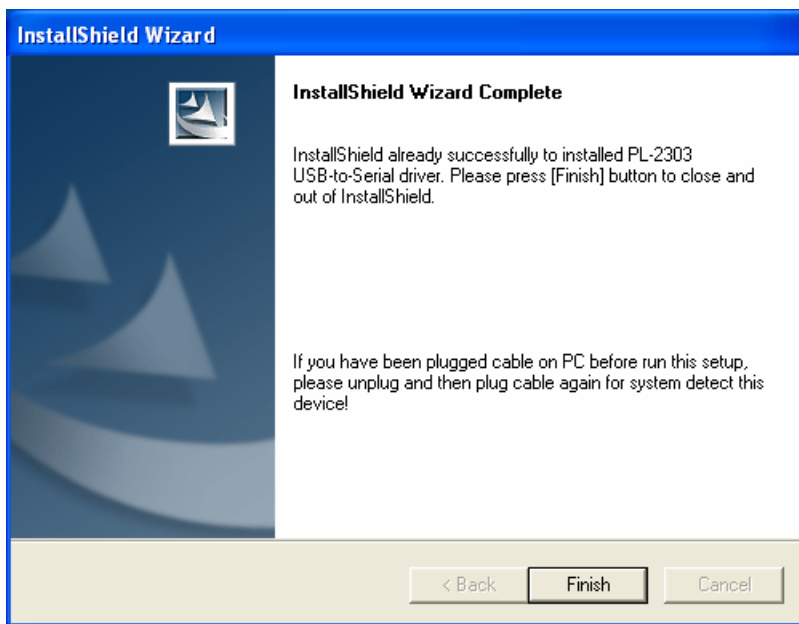 InstallShield Wizard
InstallShield Wizard Complete
InstallShield already successfully to installed PL-2303
USB-to-Serial driver. Please press [Finish] button to close and
out of InstallShield.
If you have been plugged cable on PC before run this setup,
please unplug and then plug cable again for system detect this
device!
< Back
Finish
Cancel